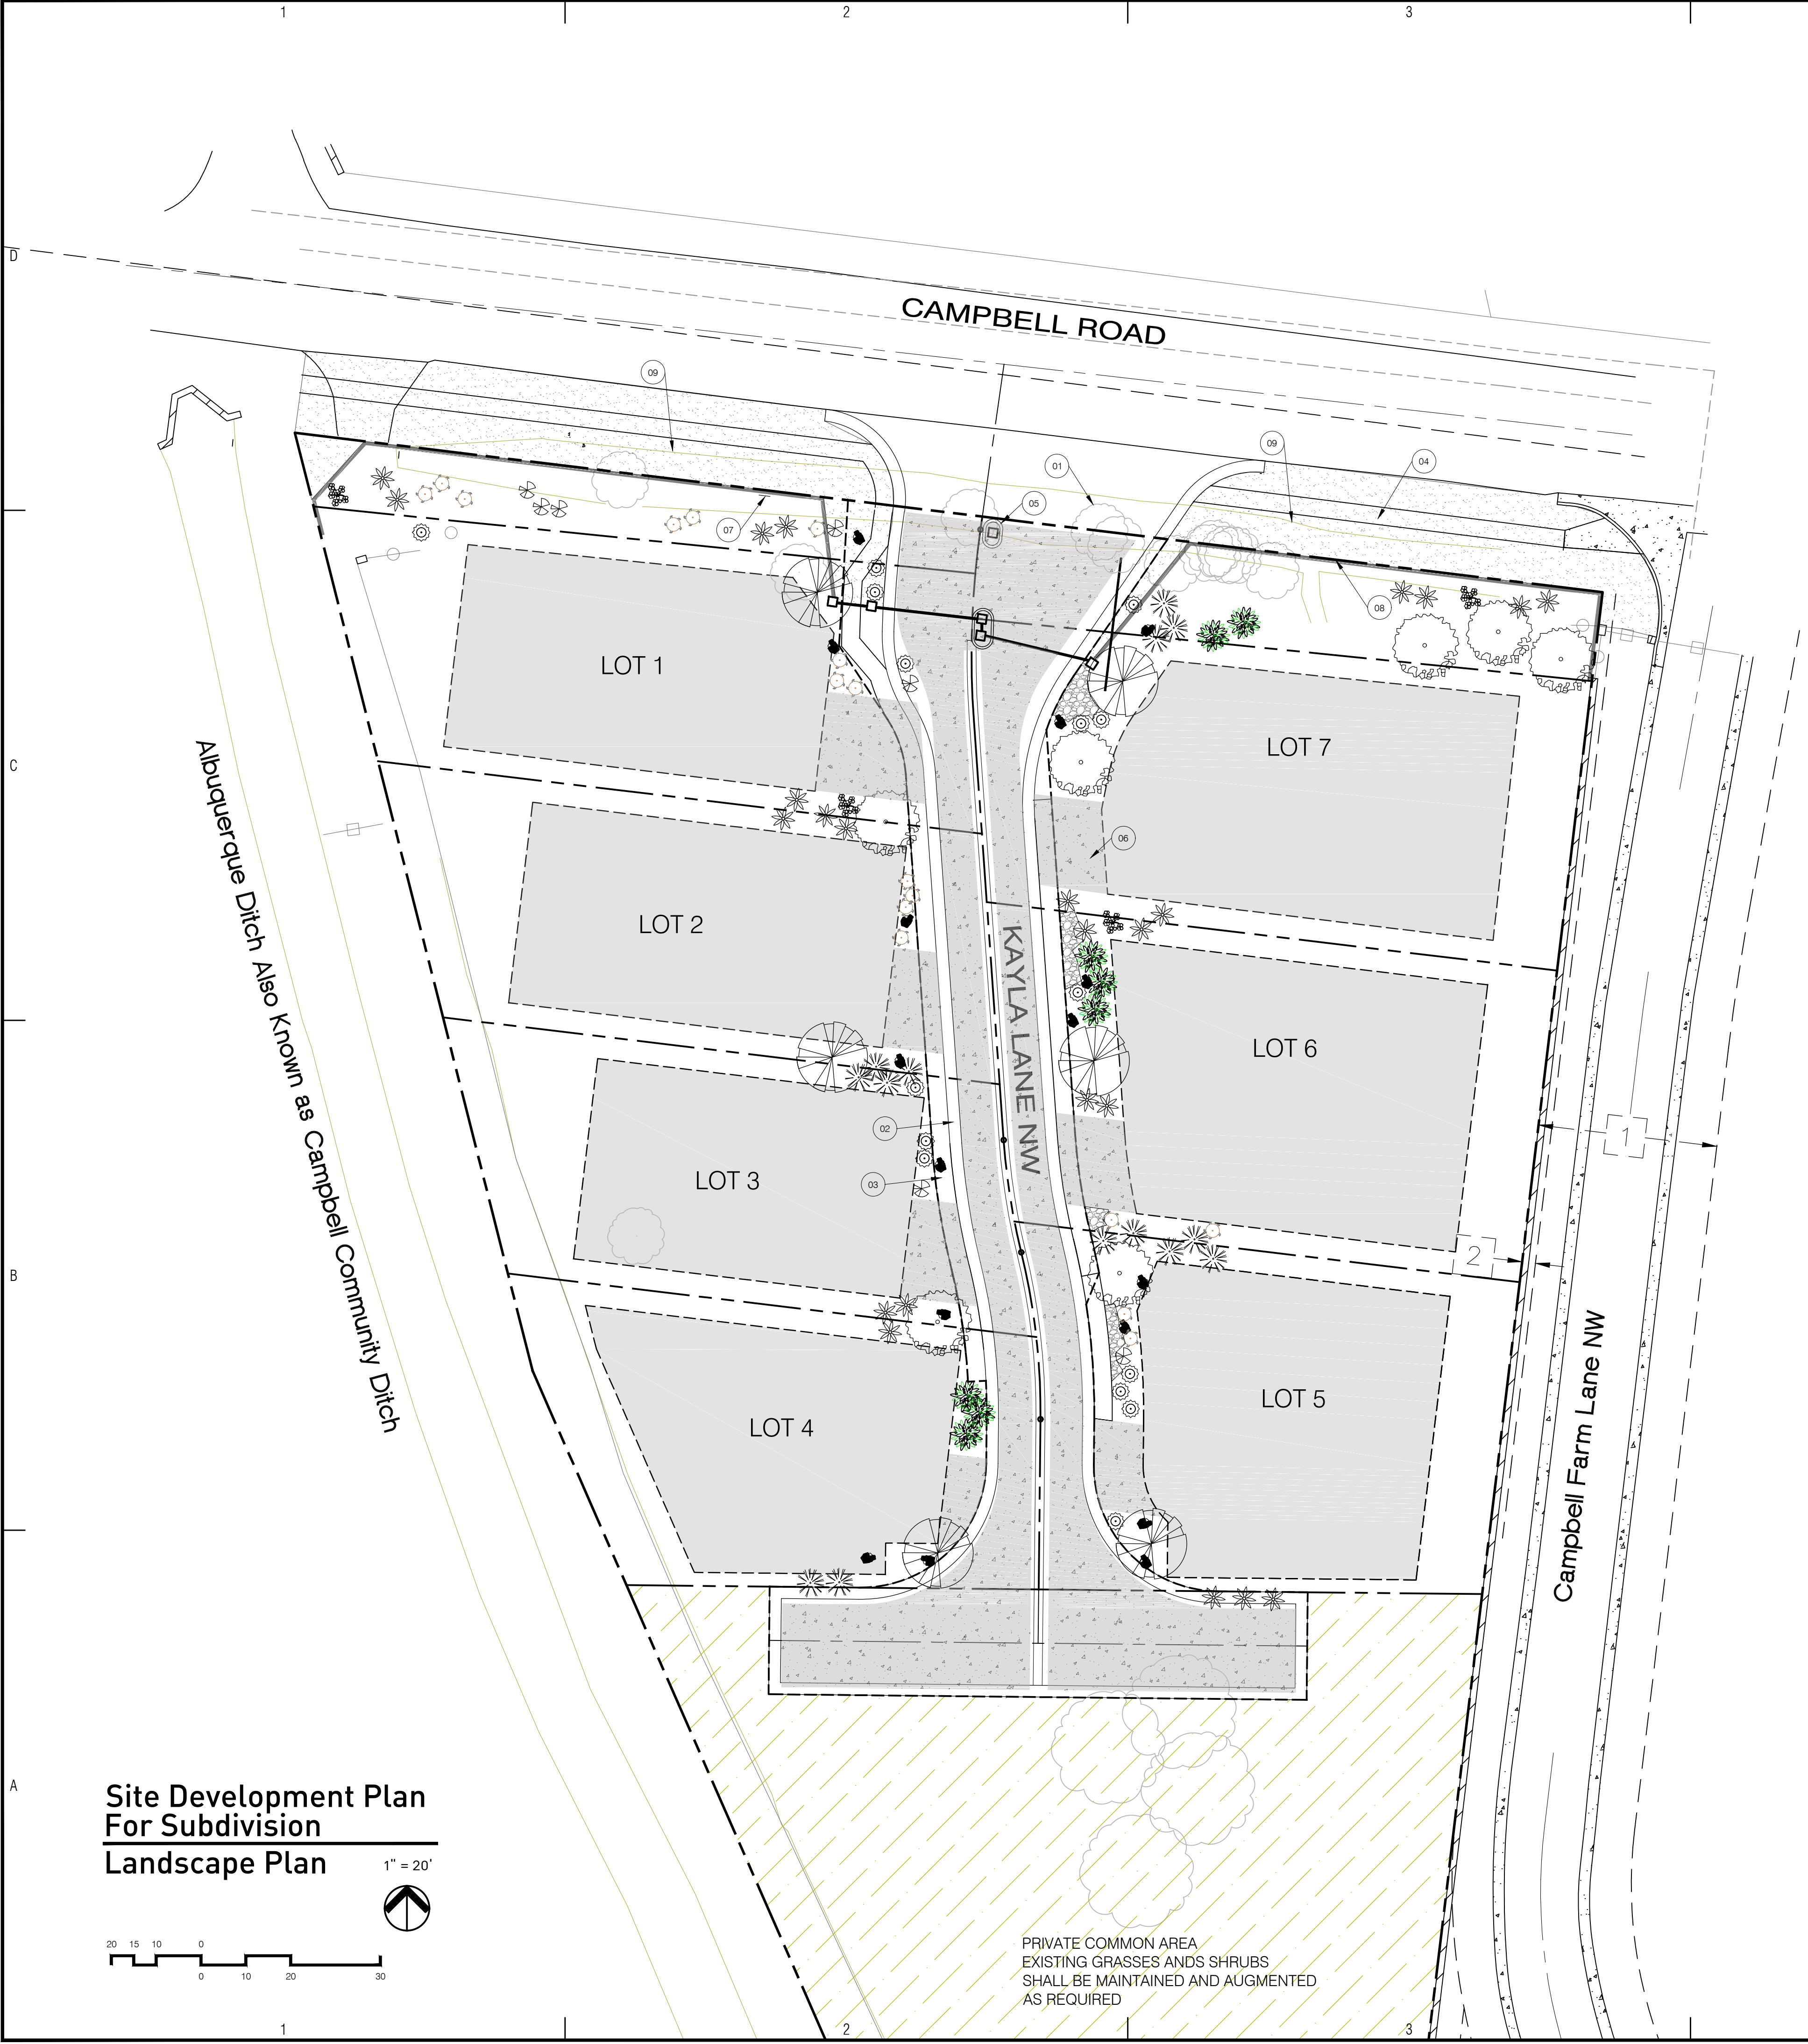 1
2
3
D
CAMPBELL ROAD
09
09
04
01
05
07
08
LOT 1
LOT 7
C
Albuquerque Ditch Also Known as Campbell Community Ditch
06
LOT 2
KAYLA LANE NW
LOT 6
02
1
LOT 3
03
2
B
Campbell Farm Lane NW
LOT 5
LOT 4
A
Site Development Plan
For Subdivision
Landscape Plan 1" = 20'
20 15 10 0
0 10 20 30
PRIVATE COMMON AREA
EXISTING GRASSES ANDS SHRUBS
SHALL BE MAINTAINED AND AUGMENTED
AS REQUIRED
1
2
3